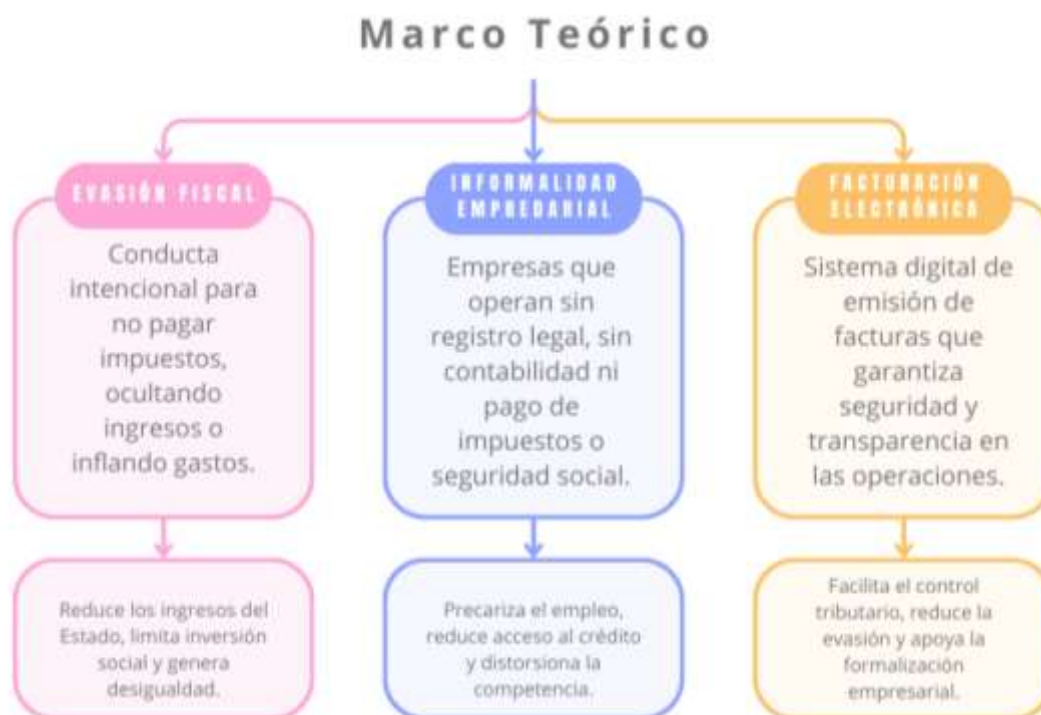 Marco Teórico
EVASIÓN FISCAL
Conducta
intencional para
no pagar
impuestos,
ocultando
ingresos o
inflando gastos.
Reduce los ingresos del
Estado, limita inversión
social y genera
desigualdad.
INFORMALIDAD
EMPREDARIAL
Empresas que
operan sin
registro legal, sin
contabilidad ni
pago de
impuestos o
seguridad social.
Precariza el empleo,
reduce acceso al crédito
y distorsiona la
competencia.
FACTURACIÓN
ELECTRÓNICA
Sistema digital de
emisión de
facturas que
garantiza
seguridad y
transparencia en
las operaciones.
Facilita el control
tributario, reduce la
evasión y apoya la
formalización
empresarial.